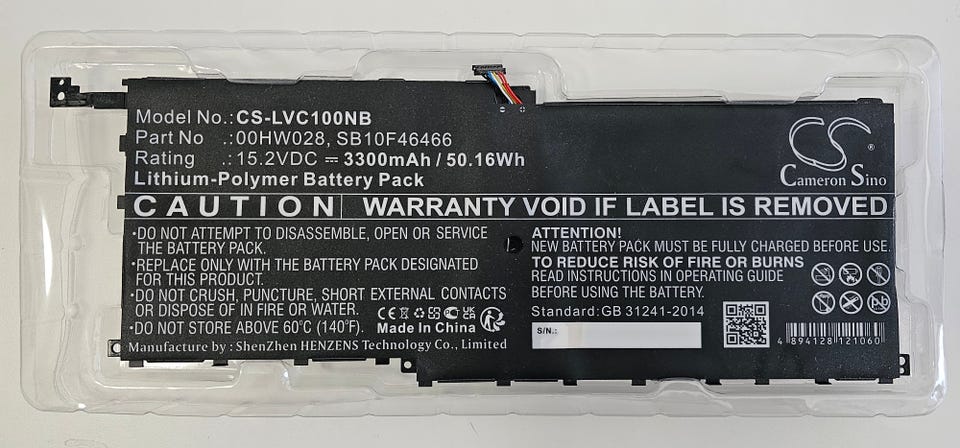 Model No.:CS-LVC100NB
Part No .:00HW028, SB10F46466
Rating .:15.2VDC ⎓ 3300mAh / 50.16Wh
Lithium-Polymer Battery Pack
CS®
Cameron Sino
CAUTION WARRANTY VOID IF LABEL IS REMOVED
•DO NOT ATTEMPT TO DISASSEMBLE, OPEN OR SERVICE
THE BATTERY PACK.
•REPLACE ONLY WITH THE BATTERY PACK DESIGNATED
FOR THIS PRODUCT.
•DO NOT CRUSH, PUNCTURE, SHORT EXTERNAL CONTACTS
OR DISPOSE OF IN FIRE OR WATER.
•DO NOT STORE ABOVE 60°C (140°F).
CE
UK CA
Made In China
Manufacture by : ShenZhen HENZENS Technology Co., Limited
ATTENTION!
NEW BATTERY PACK MUST BE FULLY CHARGED BEFORE USE.
TO REDUCE RISK OF FIRE OR BURNS
READ INSTRUCTIONS IN OPERATING GUIDE
BEFORE USING THE BATTERY.
Standard:GB 31241-2014
S/N.:
4 894128 121060